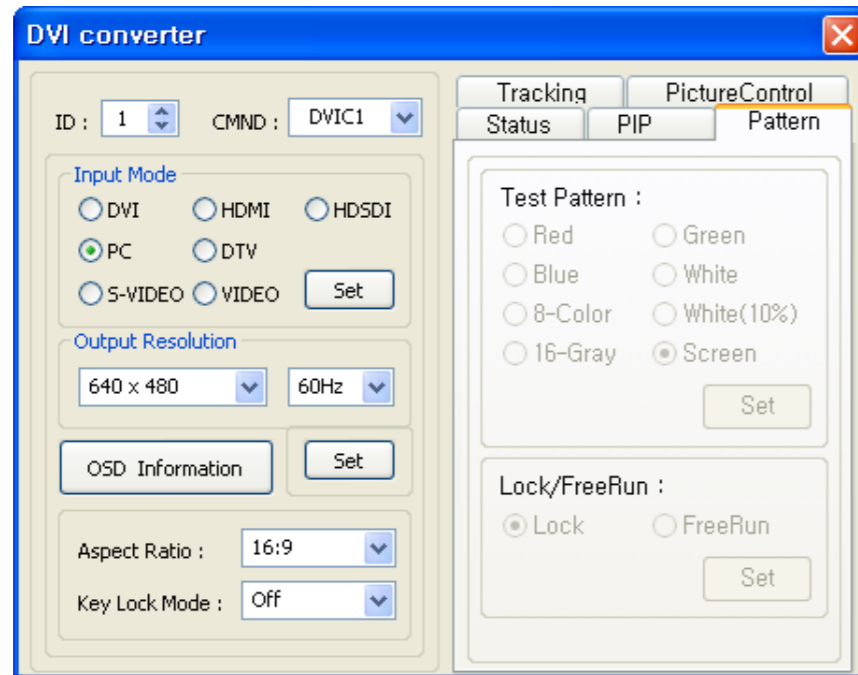 DVI converter
ID : 1 CMND : DVIC1
Input Mode
DVI HDMI HDSDI
PC DTV
S-VIDEO VIDEO Set
Output Resolution
640 x 480 60Hz
OSD Information Set
Aspect Ratio : 16:9
Key Lock Mode : Off
Tracking PictureControl
Status PIP Pattern
Test Pattern :
Red Green
Blue White
8-Color White(10%)
16-Gray Screen
Set
Lock/FreeRun :
Lock FreeRun
Set